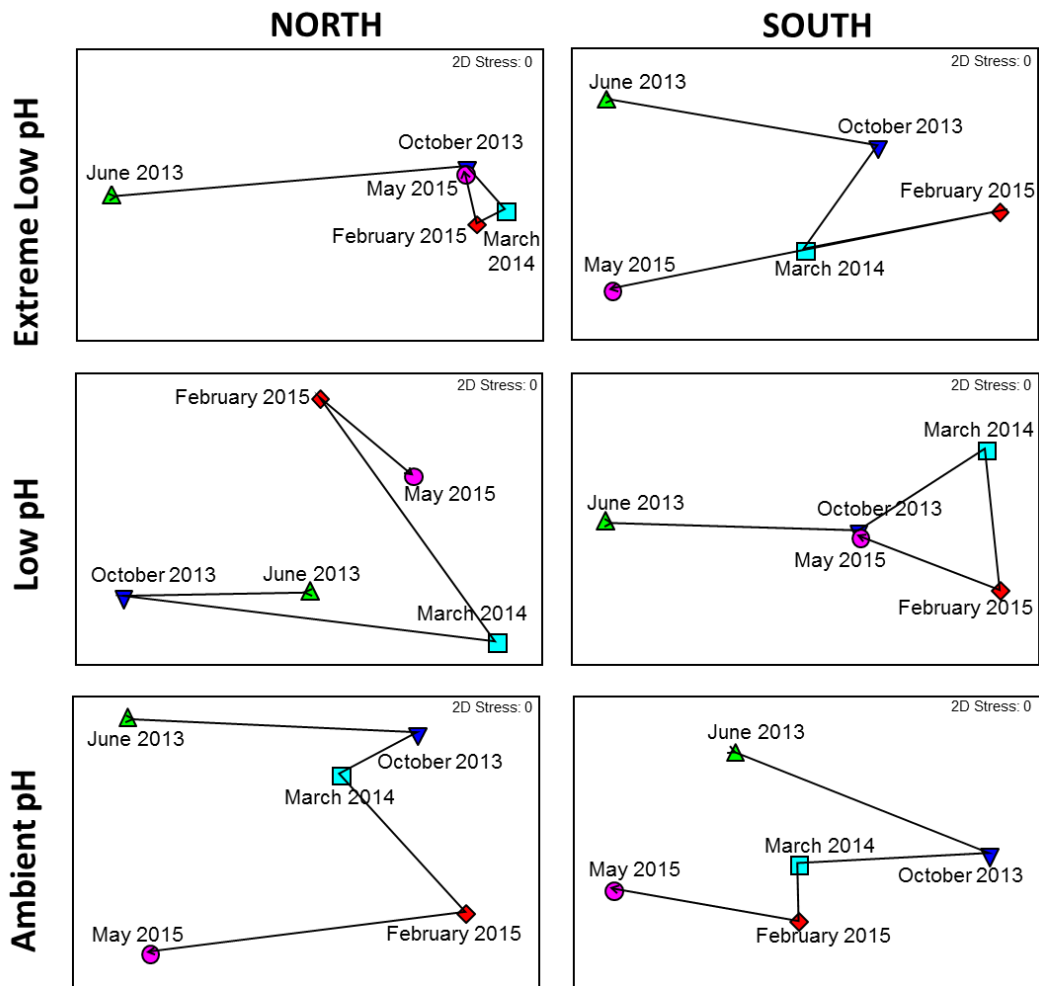 NORTH
SOUTH
Extreme Low pH
2D Stress: 0
October 2013
June 2013
May 2015
February 2015
March
2014
2D Stress: 0
June 2013
October 2013
February 2015
May 2015
March 2014
Low pH
2D Stress: 0
February 2015
May 2015
October 2013
June 2013
March 2014
2D Stress: 0
March 2014
June 2013
October 2013
May 2015
February 2015
Ambient pH
2D Stress: 0
June 2013
October 2013
March 2014
May 2015
February 2015
2D Stress: 0
June 2013
March 2014
May 2015
October 2013
February 2015